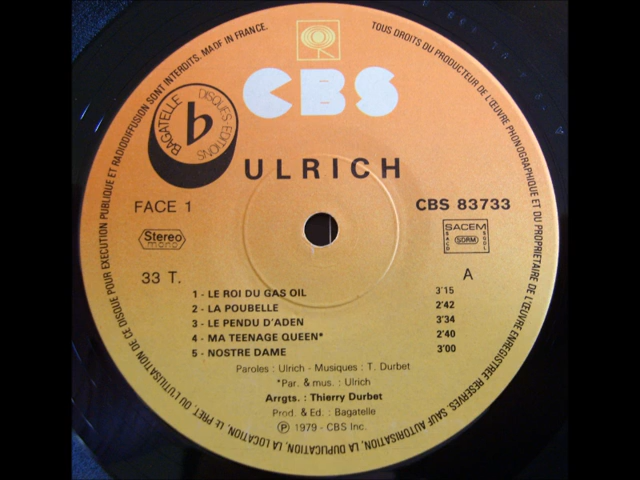 CBS
BAGATELLE
DISQUES-EDITIONS
b
ULRICH
FACE 1
CBS 83733
Stereo
mono
SACEM
SACD
SDRM
SGDL
33 T.
A
1 - LE ROI DU GAS OIL 3'15
2 - LA POUBELLE 2'42
3 - LE PENDU D'ADEN 3'34
4 - MA TEENAGE QUEEN* 2'40
5 - NOSTRE DAME 3'00
Paroles : Ulrich - Musiques : T. Durbet
*Par. & mus. : Ulrich
Arrgts. : Thierry Durbet
Prod. & Ed. : Bagatelle
Ⓟ 1979 - CBS Inc.
TOUS DROITS DU PRODUCTEUR DE L'ŒUVRE PHONOGRAPHIQUE ET DU PROPRIETAIRE DE L'ŒUVRE ENREGISTREE RESERVES. SAUF AUTORISATION, LA DUPLICATION, LA LOCATION, LE PRET, OU L'UTILISATION DE CE DISQUE POUR EXECUTION PUBLIQUE ET RADIODIFFUSION SONT INTERDITS. MADE IN FRANCE.